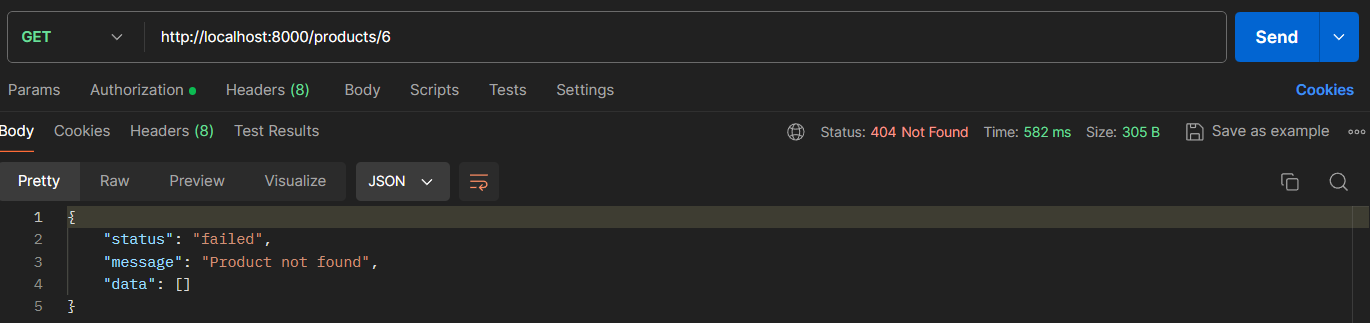 GET http://localhost:8000/products/6 Send
Params Authorization Headers (8) Body Scripts Tests Settings Cookies
Body Cookies Headers (8) Test Results Status: 404 Not Found Time: 582 ms Size: 305 B Save as example
Pretty Raw Preview Visualize JSON
1 {
2 "status": "failed",
3 "message": "Product not found",
4 "data": []
5 }